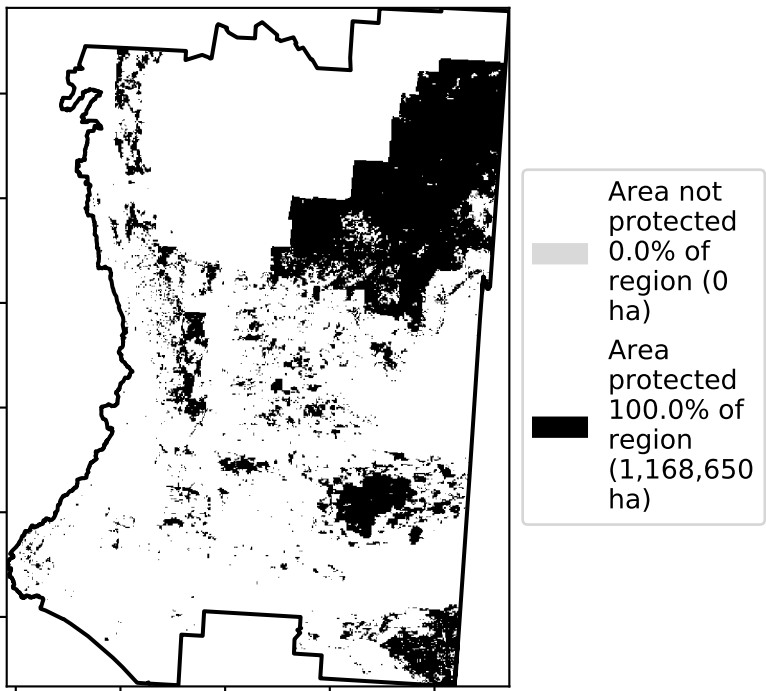 Area not
protected
0.0% of
region (0
ha)
Area
protected
100.0% of
region
(1,168,650
ha)